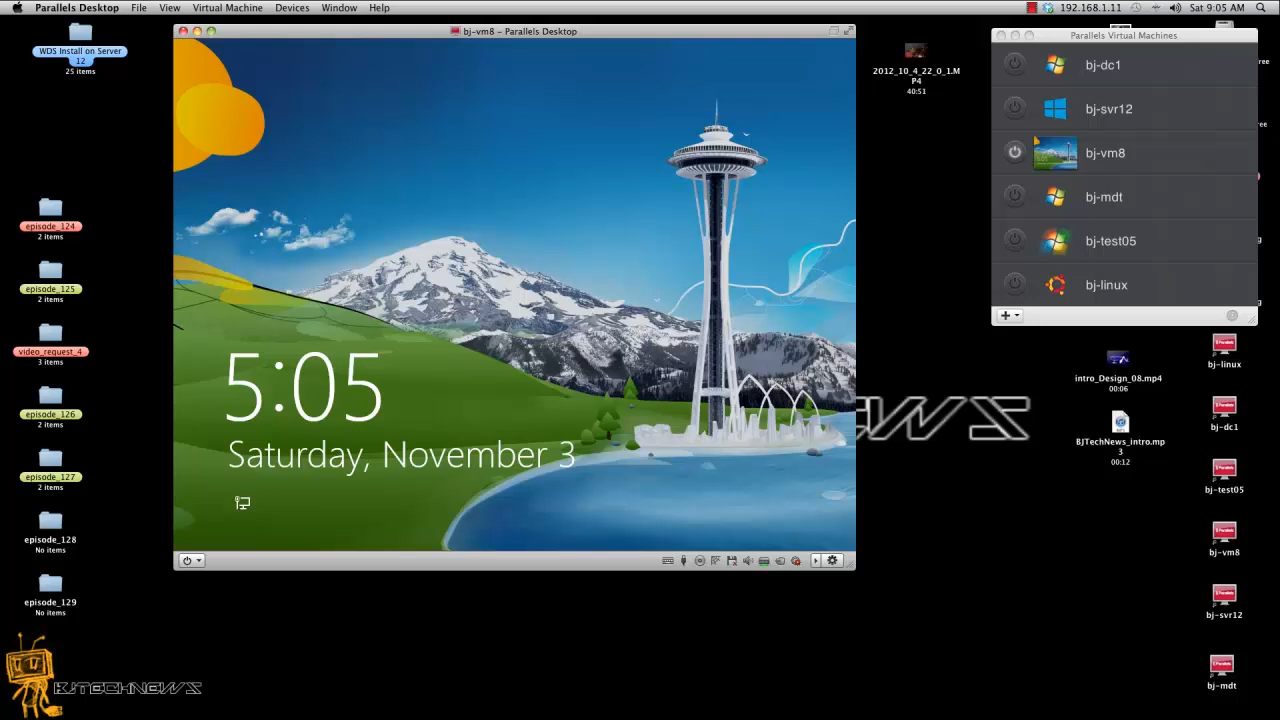 Parallels Desktop File View Virtual Machine Devices Window Help 192.168.1.11 Sat 9:05 AM
WDS Install on Server
12
25 items
episode_124
2 items
episode_125
2 items
video_request_4
3 items
episode_126
2 items
episode_127
2 items
episode_128
No items
episode_129
No items
BJTECHNEWS
bj-vm8 - Parallels Desktop
5:05
Saturday, November 3
2012_10_4_22_0_1.M
P4
40:51
Parallels Virtual Machines
bj-dc1
bj-svr12
bj-vm8
bj-mdt
bj-test05
bj-linux
intro_Design_08.mp4
00:06
BJTechNews_intro.mp
3
00:12
bj-linux
bj-dc1
bj-test05
bj-vm8
bj-svr12
bj-mdt